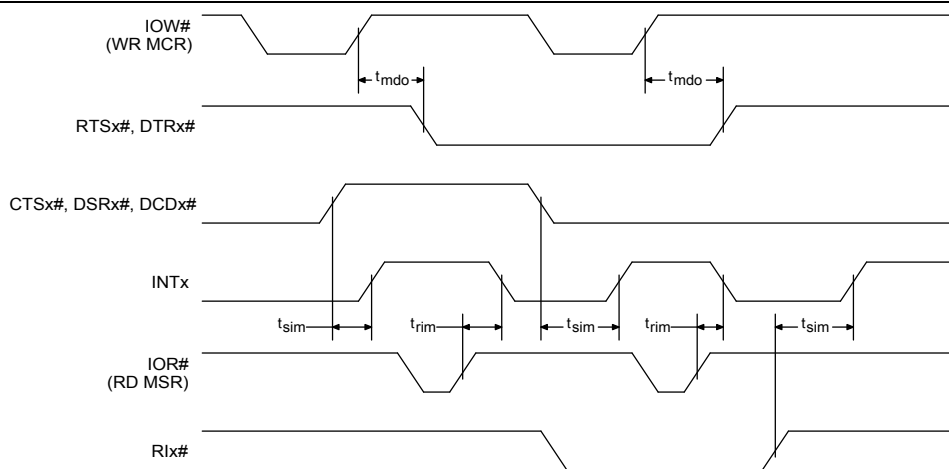 IOW#
(WR MCR)
tmdo
tmdo
RTSx#, DTRx#
CTSx#, DSRx#, DCDx#
INTx
tsim
trim
tsim
trim
tsim
IOR#
(RD MSR)
RIx#